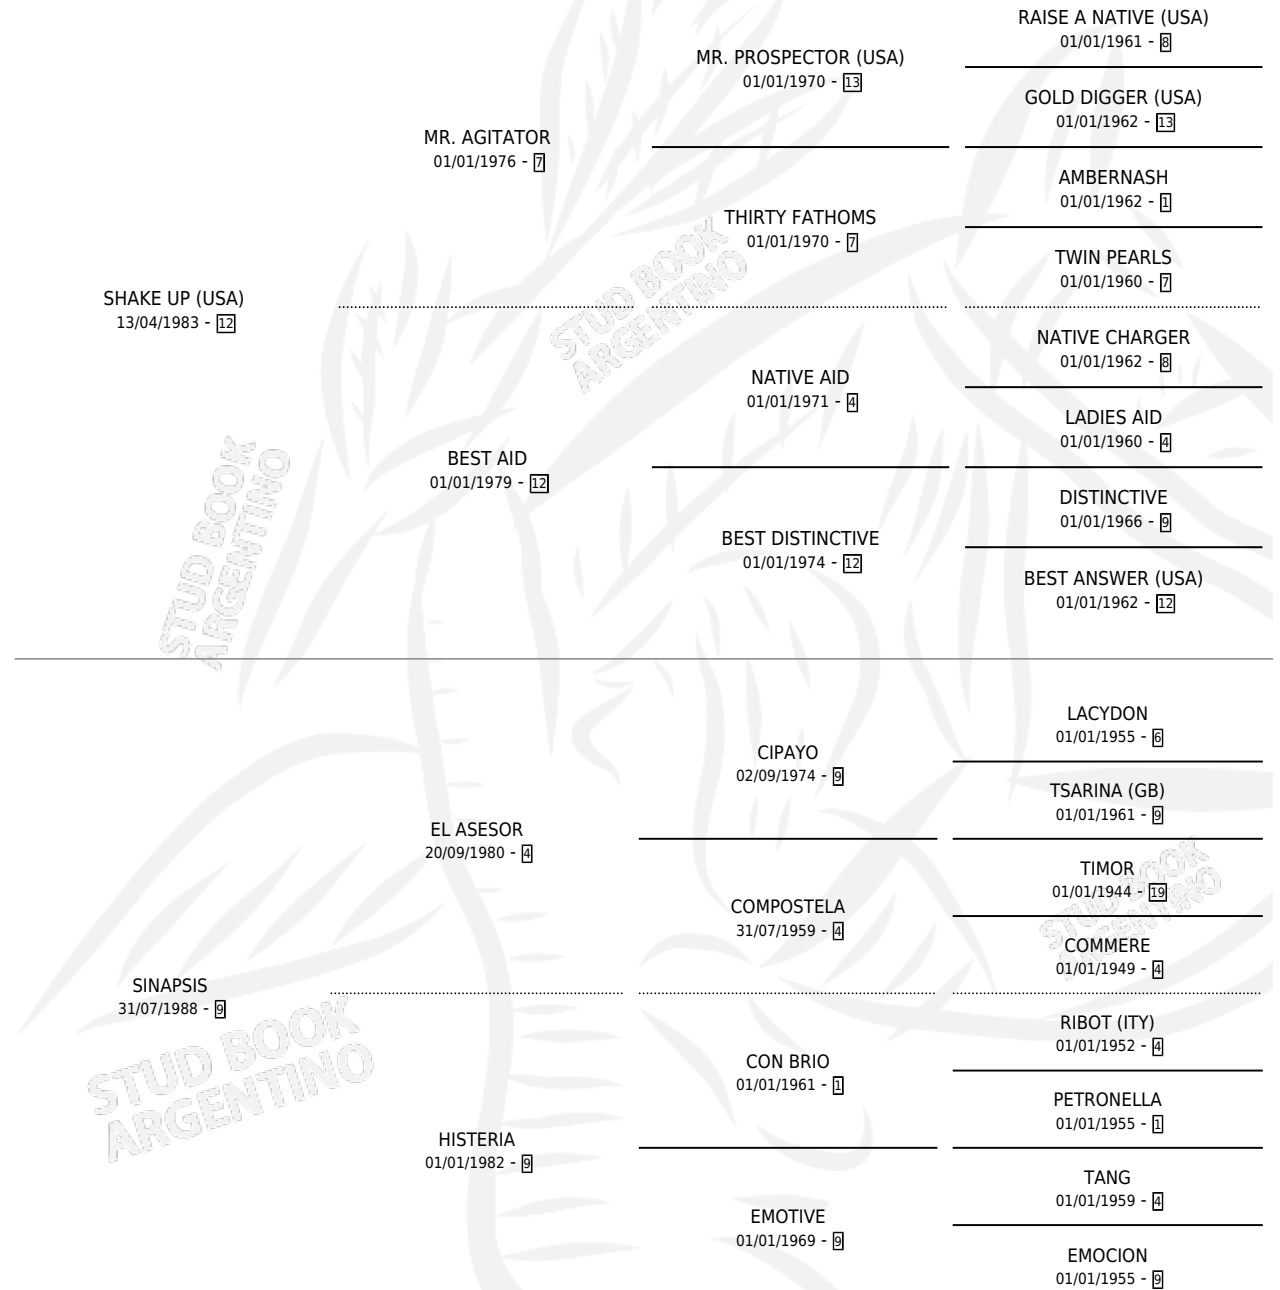 RAISE A NATIVE (USA)
01/01/1961 - 8
MR. PROSPECTOR (USA)
01/01/1970 - 13
GOLD DIGGER (USA)
01/01/1962 - 13
MR. AGITATOR
01/01/1976 - 7
AMBERNASH
01/01/1962 - 1
THIRTY FATHOMS
01/01/1970 - 7
TWIN PEARLS
01/01/1960 - 7
SHAKE UP (USA)
13/04/1983 - 12
NATIVE CHARGER
01/01/1962 - 8
NATIVE AID
01/01/1971 - 4
LADIES AID
01/01/1960 - 4
BEST AID
01/01/1979 - 12
DISTINCTIVE
01/01/1966 - 9
BEST DISTINCTIVE
01/01/1974 - 12
BEST ANSWER (USA)
01/01/1962 - 12
LACYDON
01/01/1955 - 6
CIPAYO
02/09/1974 - 9
TSARINA (GB)
01/01/1961 - 9
EL ASESOR
20/09/1980 - 4
TIMOR
01/01/1944 - 19
COMPOSTELA
31/07/1959 - 4
COMMERE
01/01/1949 - 4
SINAPSIS
31/07/1988 - 9
RIBOT (ITY)
01/01/1952 - 4
CON BRIO
01/01/1961 - 1
PETRONELLA
01/01/1955 - 1
HISTERIA
01/01/1982 - 9
TANG
01/01/1959 - 4
EMOTIVE
01/01/1969 - 9
EMOCION
01/01/1955 - 9
STUD BOOK
ARGENTINO
STUD BOOK
ARGENTINO
STUD BOOK
ARGENTINO
STUD BOOK
ARGENTINO